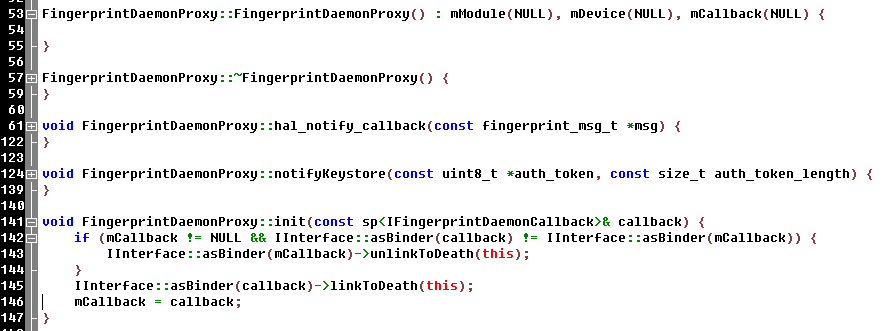 53 FingerprintDaemonProxy::FingerprintDaemonProxy() : mModule(NULL), mDevice(NULL), mCallback(NULL) {
54
55 }
56
57 FingerprintDaemonProxy::~FingerprintDaemonProxy() {
59 }
60
61 void FingerprintDaemonProxy::hal_notify_callback(const fingerprint_msg_t *msg) {
122 }
123
124 void FingerprintDaemonProxy::notifyKeystore(const uint8_t *auth_token, const size_t auth_token_length) {
139 }
140
141 void FingerprintDaemonProxy::init(const sp<IFingerprintDaemonCallback>& callback) {
142 if (mCallback != NULL && IInterface::asBinder(callback) != IInterface::asBinder(mCallback)) {
143 IInterface::asBinder(mCallback)->unlinkToDeath(this);
144 }
145 IInterface::asBinder(callback)->linkToDeath(this);
146 mCallback = callback;
147 }